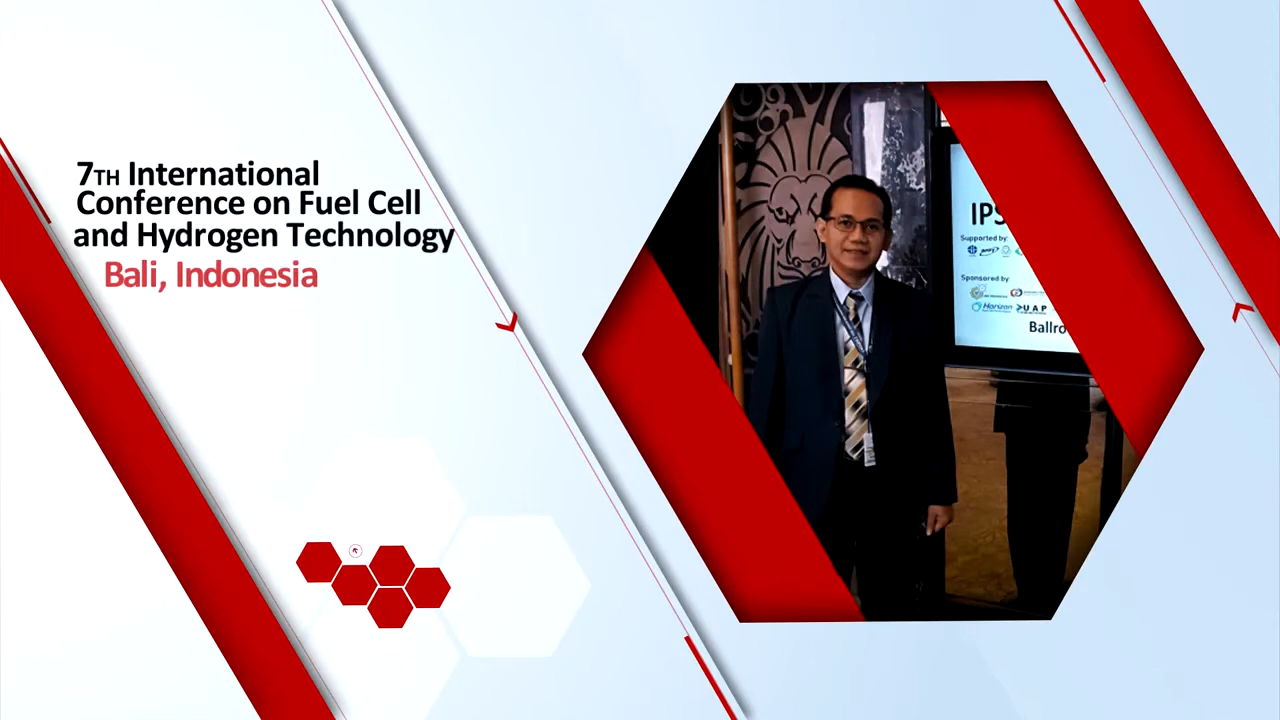 7TH International
Conference on Fuel Cell
and Hydrogen Technology
Bali, Indonesia
IPS
Supported by:
Sponsored by:
Horizon
UAP
Ballro